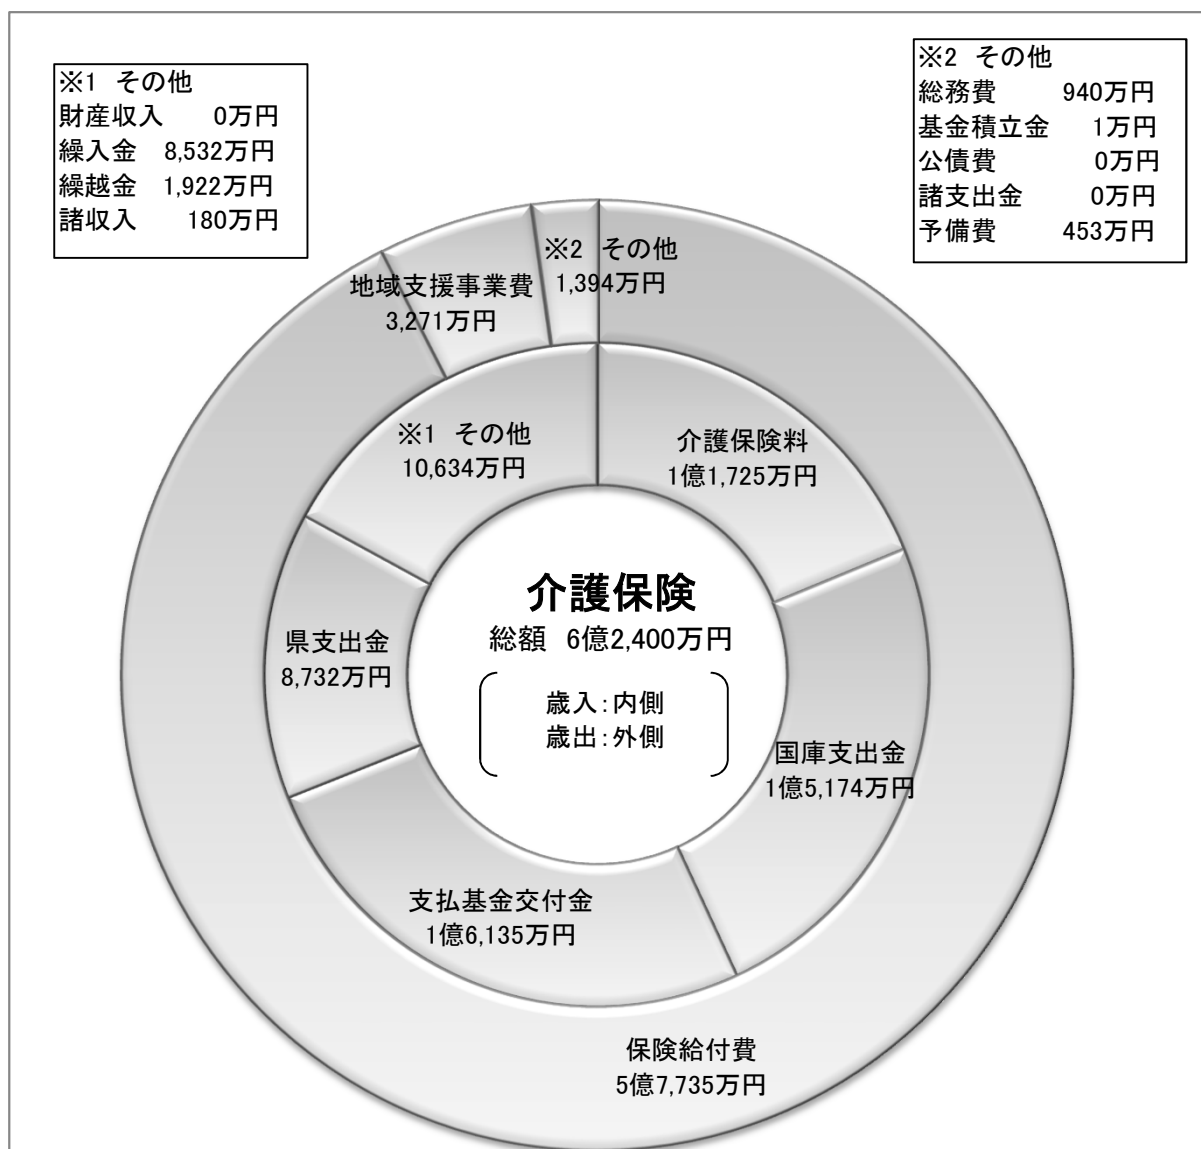 ※1 その他
財産収入 0万円
繰入金 8,532万円
繰越金 1,922万円
諸収入 180万円
※2 その他
総務費 940万円
基金積立金 1万円
公債費 0万円
諸支出金 0万円
予備費 453万円
※2 その他
1,394万円
地域支援事業費
3,271万円
※1 その他
10,634万円
介護保険料
1億1,725万円
介護保険
総額 6億2,400万円
歳入:内側
歳出:外側
県支出金
8,732万円
国庫支出金
1億5,174万円
支払基金交付金
1億6,135万円
保険給付費
5億7,735万円